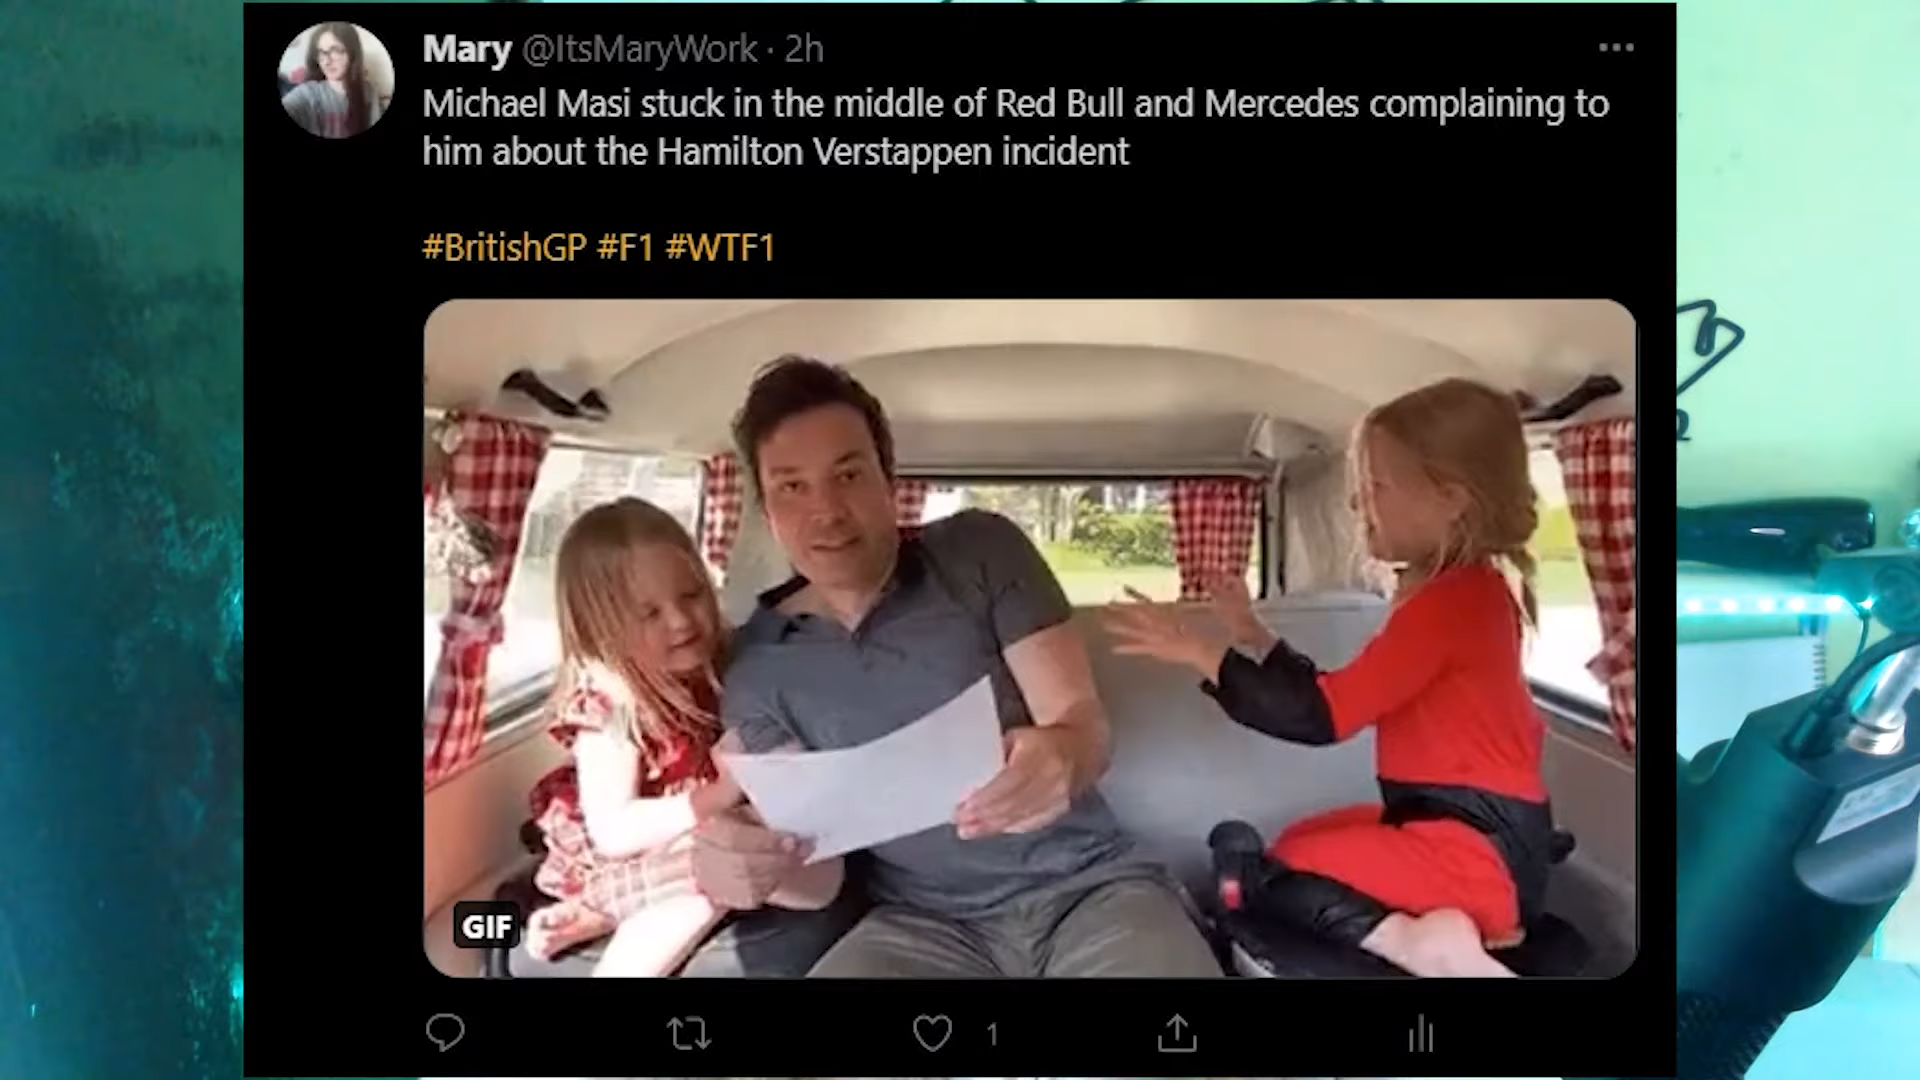 Mary @ItsMaryWork · 2h
Michael Masi stuck in the middle of Red Bull and Mercedes complaining to
him about the Hamilton Verstappen incident
#BritishGP #F1 #WTF1
GIF
1